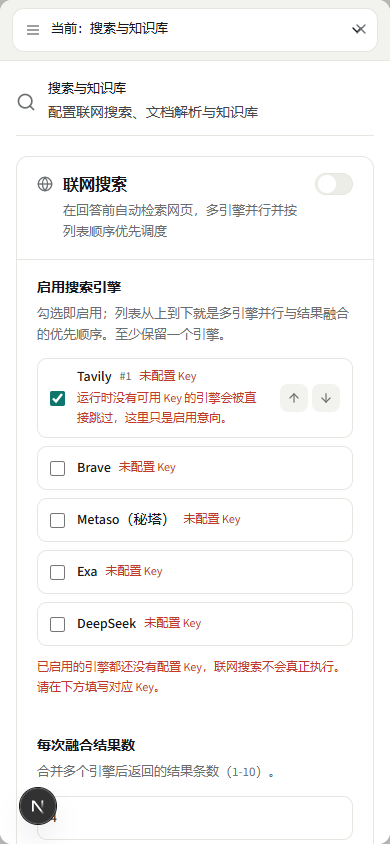 当前：搜索与知识库
搜索与知识库
配置联网搜索、文档解析与知识库
联网搜索
在回答前自动检索网页，多引擎并行并按
列表顺序优先调度
启用搜索引擎
勾选即启用；列表从上到下就是多引擎并行与结果融合
的优先顺序。至少保留一个引擎。
Tavily #1 未配置 Key
运行时没有可用 Key 的引擎会被直
接跳过，这里只是启用意向。
Brave 未配置 Key
Metaso（秘塔） 未配置 Key
Exa 未配置 Key
DeepSeek 未配置 Key
已启用的引擎都还没有配置 Key，联网搜索不会真正执行。
请在下方填写对应 Key。
每次融合结果数
合并多个引擎后返回的结果条数（1-10）。
N